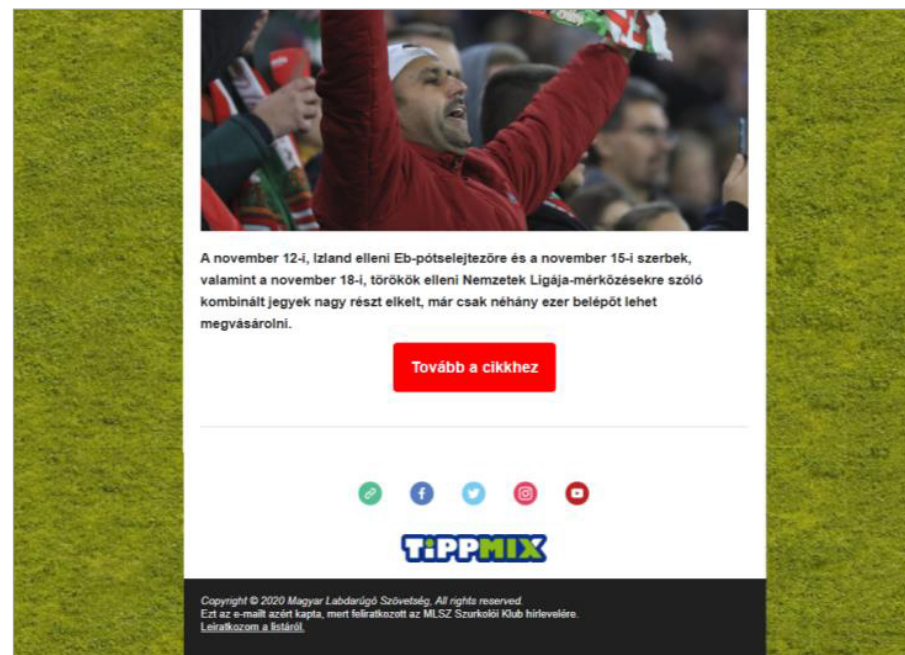 A november 12-i, Izland elleni Eb-pótselejtezőre és a november 15-i szerbek,
valamint a november 18-i, törökök elleni Nemzetek Ligája-mérkőzésekre szóló
kombinált jegyek nagy részt elkelt, már csak néhány ezer belépőt lehet
megvásárolni.
Tovább a cikkhez
TIPPMIX
Copyright © 2020 Magyar Labdarúgó Szövetség, All rights reserved.
Ezt az e-mailt azért kapta, mert feliratkozott az MLSZ Szurkolói Klub hírlevelére.
Leiratkozom a listáról.